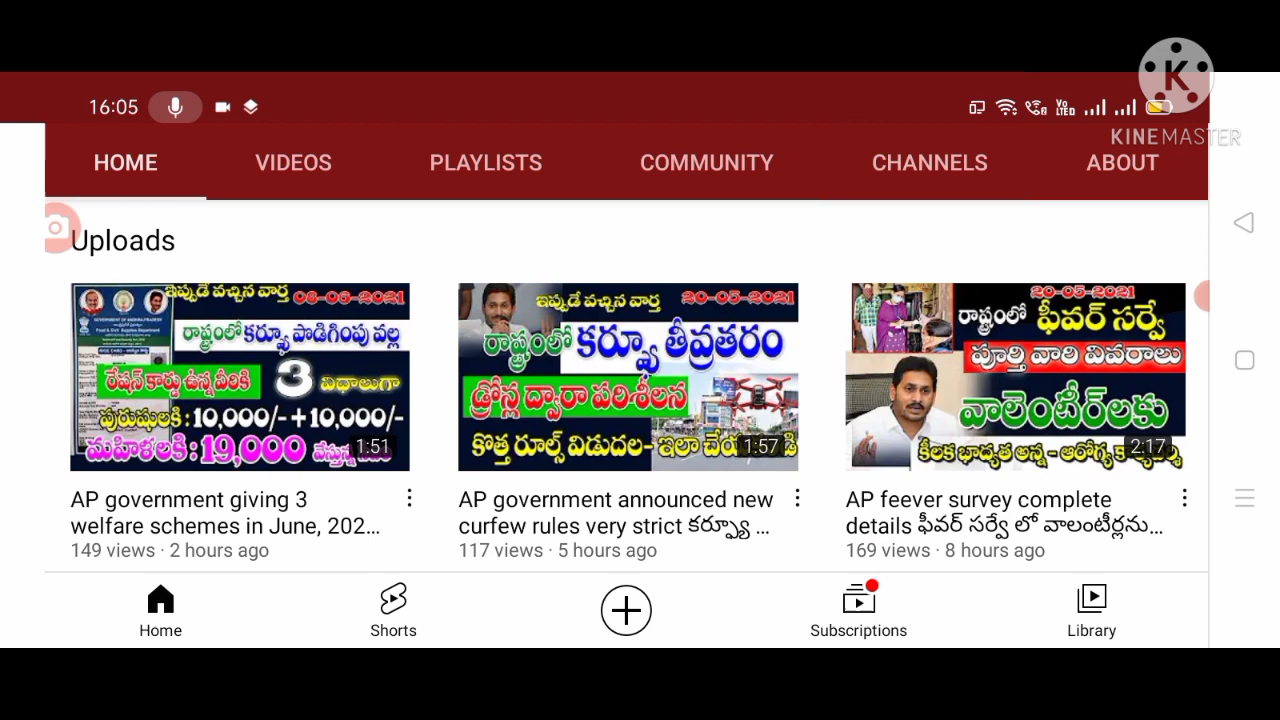 16:05
K
KINEMASTER
HOME VIDEOS PLAYLISTS COMMUNITY CHANNELS ABOUT
Uploads
ఇప్పుడే వచ్చిన వార్త
రాష్ట్రంలో కర్ఫ్యూ పొడిగింపు వల్ల
రేషన్ కార్డు ఉన్న వీరికి 3 విధాలుగా
పురుషులకి : 10,000/-+10,000/-
మహిళలకి : 19,000
1:51
AP government giving 3
welfare schemes in June, 202...
149 views · 2 hours ago
ఇప్పుడే వచ్చిన వార్త 20-05-2021
రాష్ట్రంలో కర్ఫ్యూ తీవ్రతరం
డ్రోన్ల ద్వారా పరిశీలన
కొత్త రూల్స్ విడుదల-ఇలా
1:57
AP government announced new
curfew rules very strict కర్ఫ్యూ ...
117 views · 5 hours ago
20-05-2021
రాష్ట్రంలో ఫీవర్ సర్వే
పూర్తి వారి వివరాలు
వాలెంటీర్‌లకు
కీలక భాద్యత అన్న -
2:17
AP feever survey complete
details ఫీవర్ సర్వే లో వాలంటీర్లను...
169 views · 8 hours ago
Home Shorts Subscriptions Library